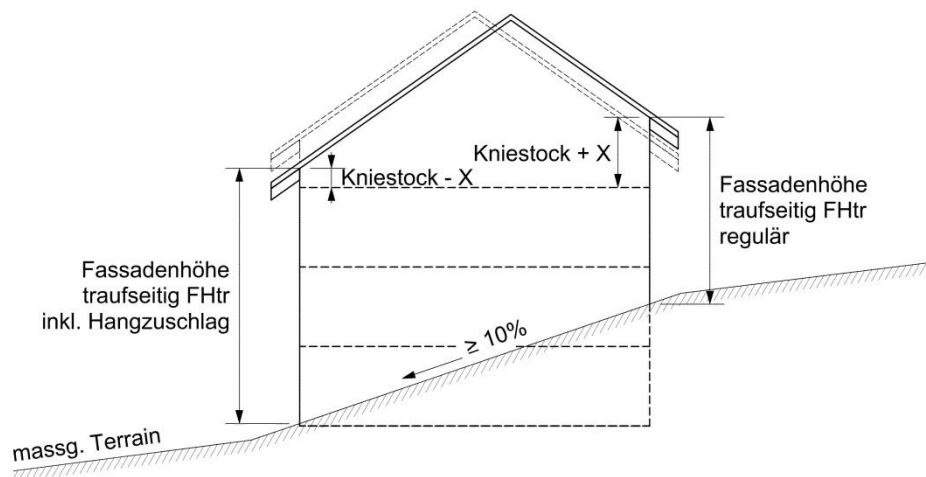 Kniestock + X
Kniestock - X
Fassadenhöhe
traufseitig FHtr
regulär
Fassadenhöhe
traufseitig FHtr
inkl. Hangzuschlag
≥ 10%
massg. Terrain